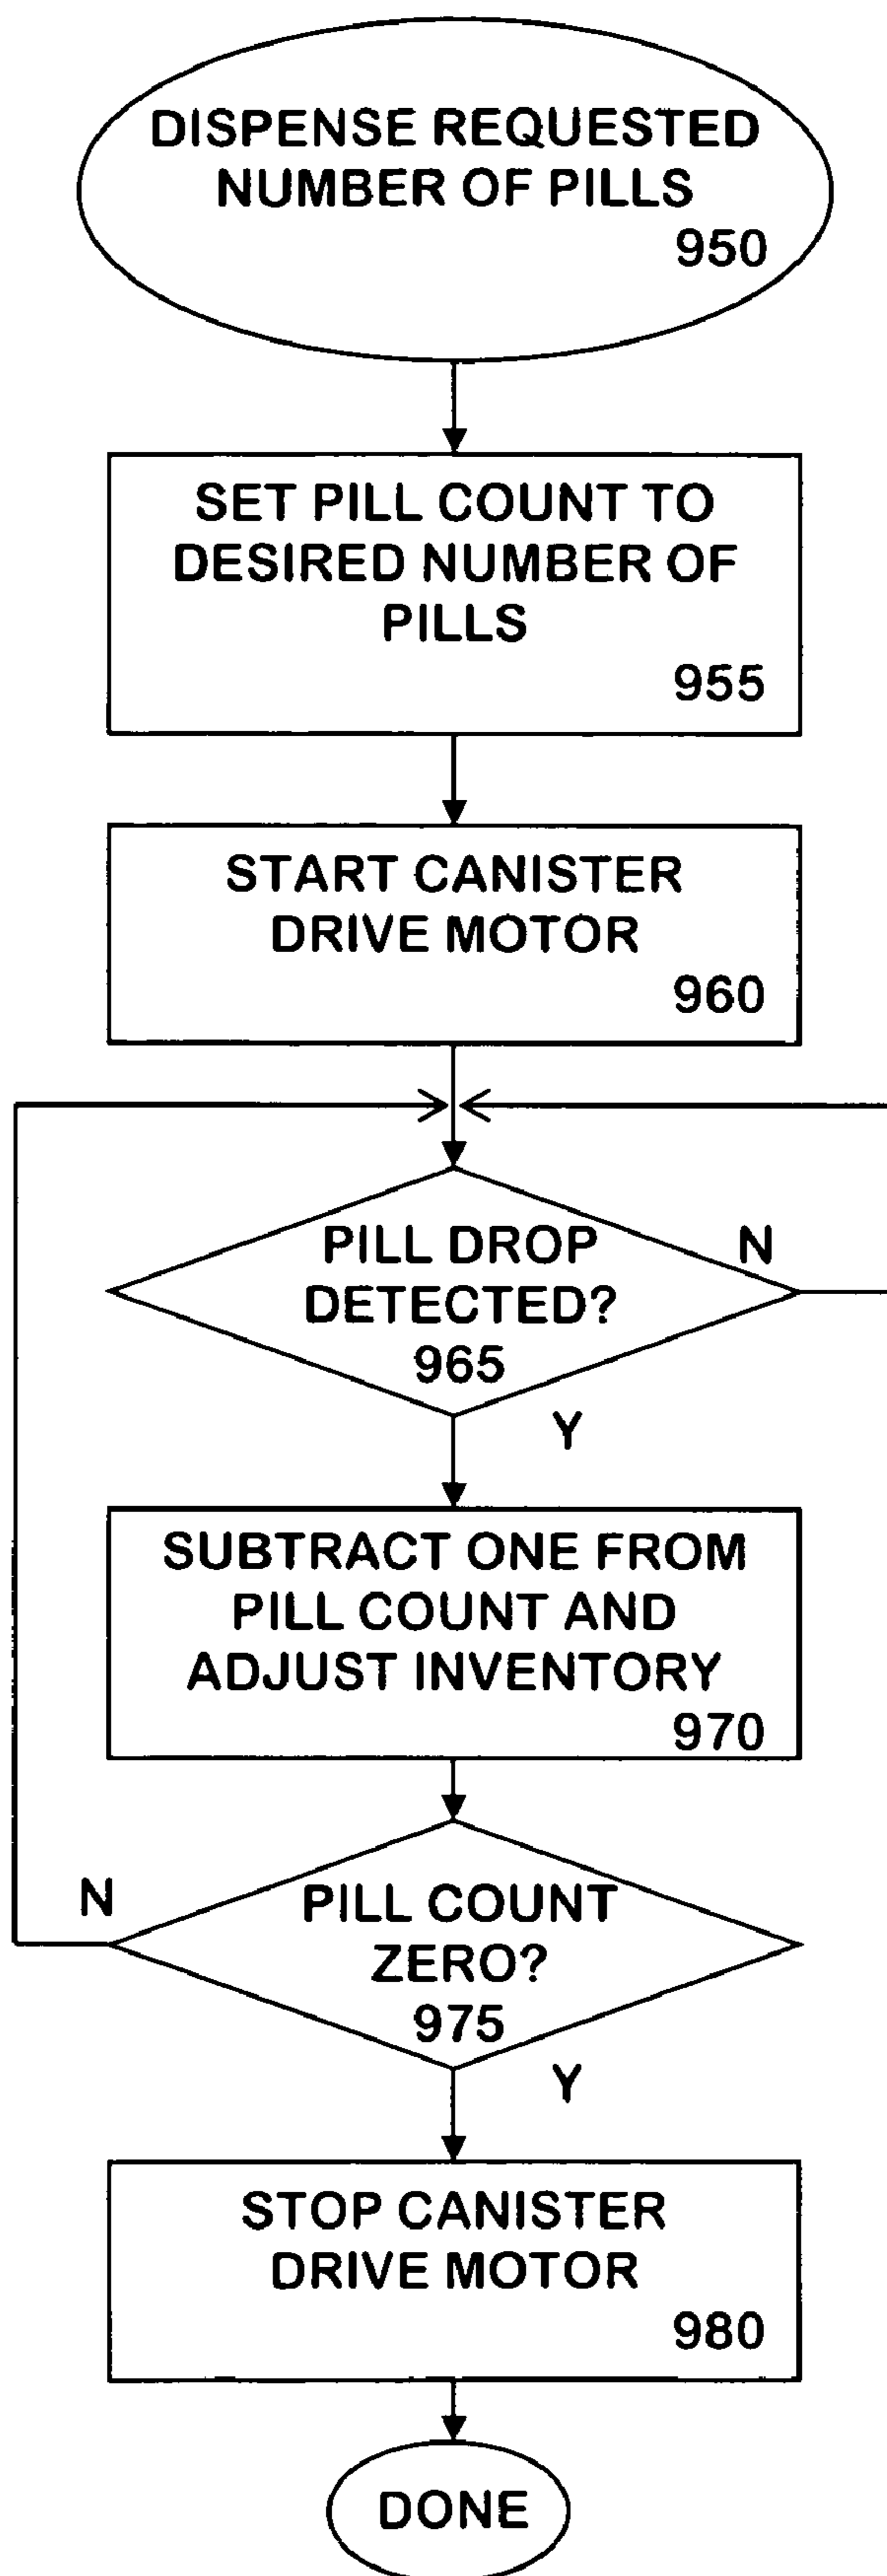 DISPENSE REQUESTED
NUMBER OF PILLS
950
SET PILL COUNT TO
DESIRED NUMBER OF
PILLS
955
START CANISTER
DRIVE MOTOR
960
PILL DROP
DETECTED?
965
N
Y
SUBTRACT ONE FROM
PILL COUNT AND
ADJUST INVENTORY
970
PILL COUNT
ZERO?
975
N
Y
STOP CANISTER
DRIVE MOTOR
980
DONE